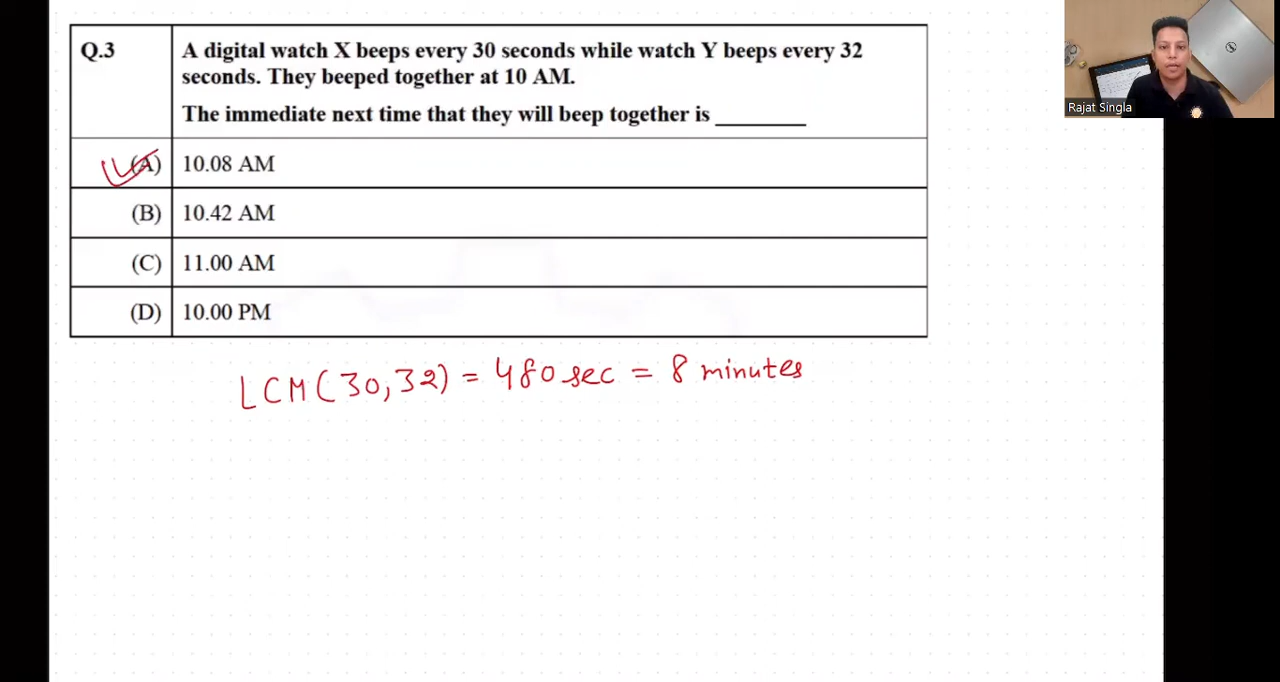 Q.3
A digital watch X beeps every 30 seconds while watch Y beeps every 32
seconds. They beeped together at 10 AM.
The immediate next time that they will beep together is ________
(A) 10.08 AM
(B) 10.42 AM
(C) 11.00 AM
(D) 10.00 PM
LCM(30,32) = 480 sec = 8 minutes
Rajat Singla